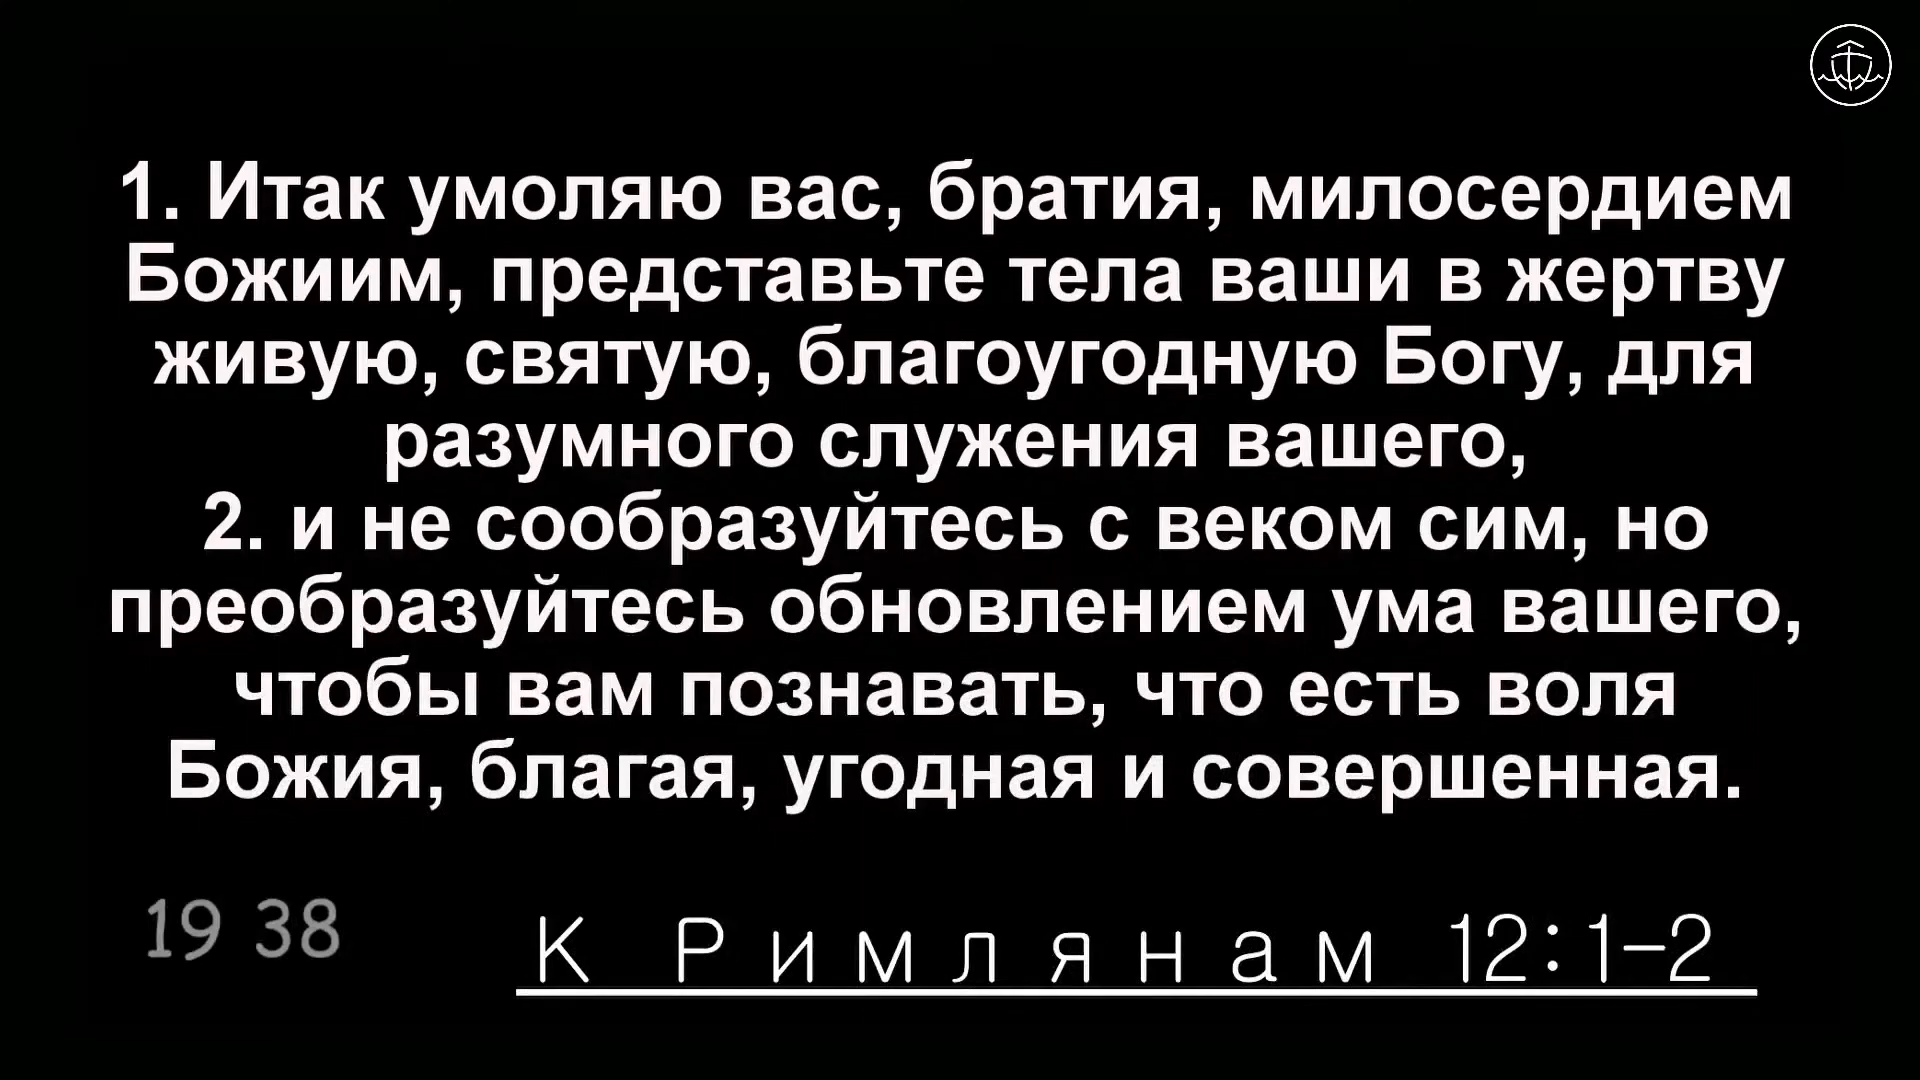 1. Итак умоляю вас, братия, милосердием
Божиим, представьте тела ваши в жертву
живую, святую, благоугодную Богу, для
разумного служения вашего,
2. и не сообразуйтесь с веком сим, но
преобразуйтесь обновлением ума вашего,
чтобы вам познавать, что есть воля
Божия, благая, угодная и совершенная.
19 38
К Римлянам 12:1-2